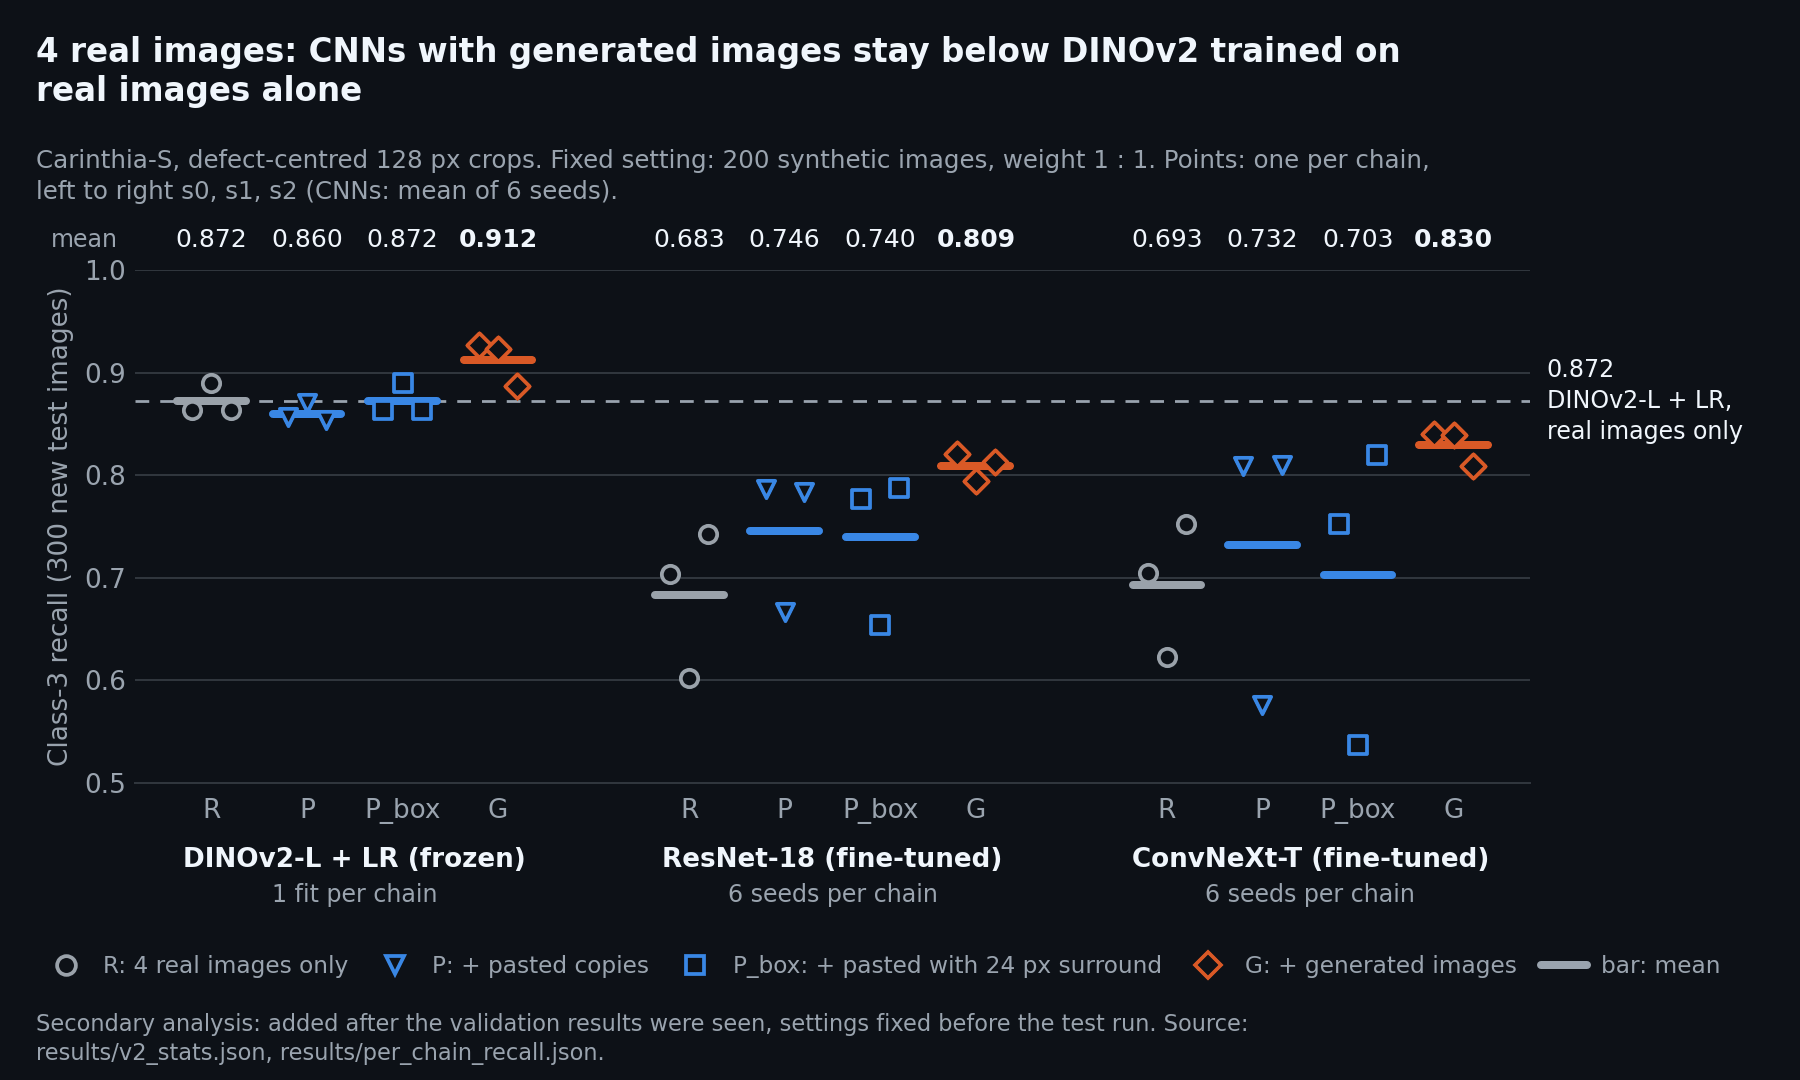 4 real images: CNNs with generated images stay below DINOv2 trained on
real images alone
Carinthia-S, defect-centred 128 px crops. Fixed setting: 200 synthetic images, weight 1 : 1. Points: one per chain,
left to right s0, s1, s2 (CNNs: mean of 6 seeds).
mean 0.872 0.860 0.872 0.912 0.683 0.746 0.740 0.809 0.693 0.732 0.703 0.830
Class-3 recall (300 new test images)
1.0
0.9
0.8
0.7
0.6
0.5
0.872
DINOv2-L + LR,
real images only
R P P_box G R P P_box G R P P_box G
DINOv2-L + LR (frozen) ResNet-18 (fine-tuned) ConvNeXt-T (fine-tuned)
1 fit per chain 6 seeds per chain 6 seeds per chain
R: 4 real images only P: + pasted copies P_box: + pasted with 24 px surround G: + generated images bar: mean
Secondary analysis: added after the validation results were seen, settings fixed before the test run. Source:
results/v2_stats.json, results/per_chain_recall.json.